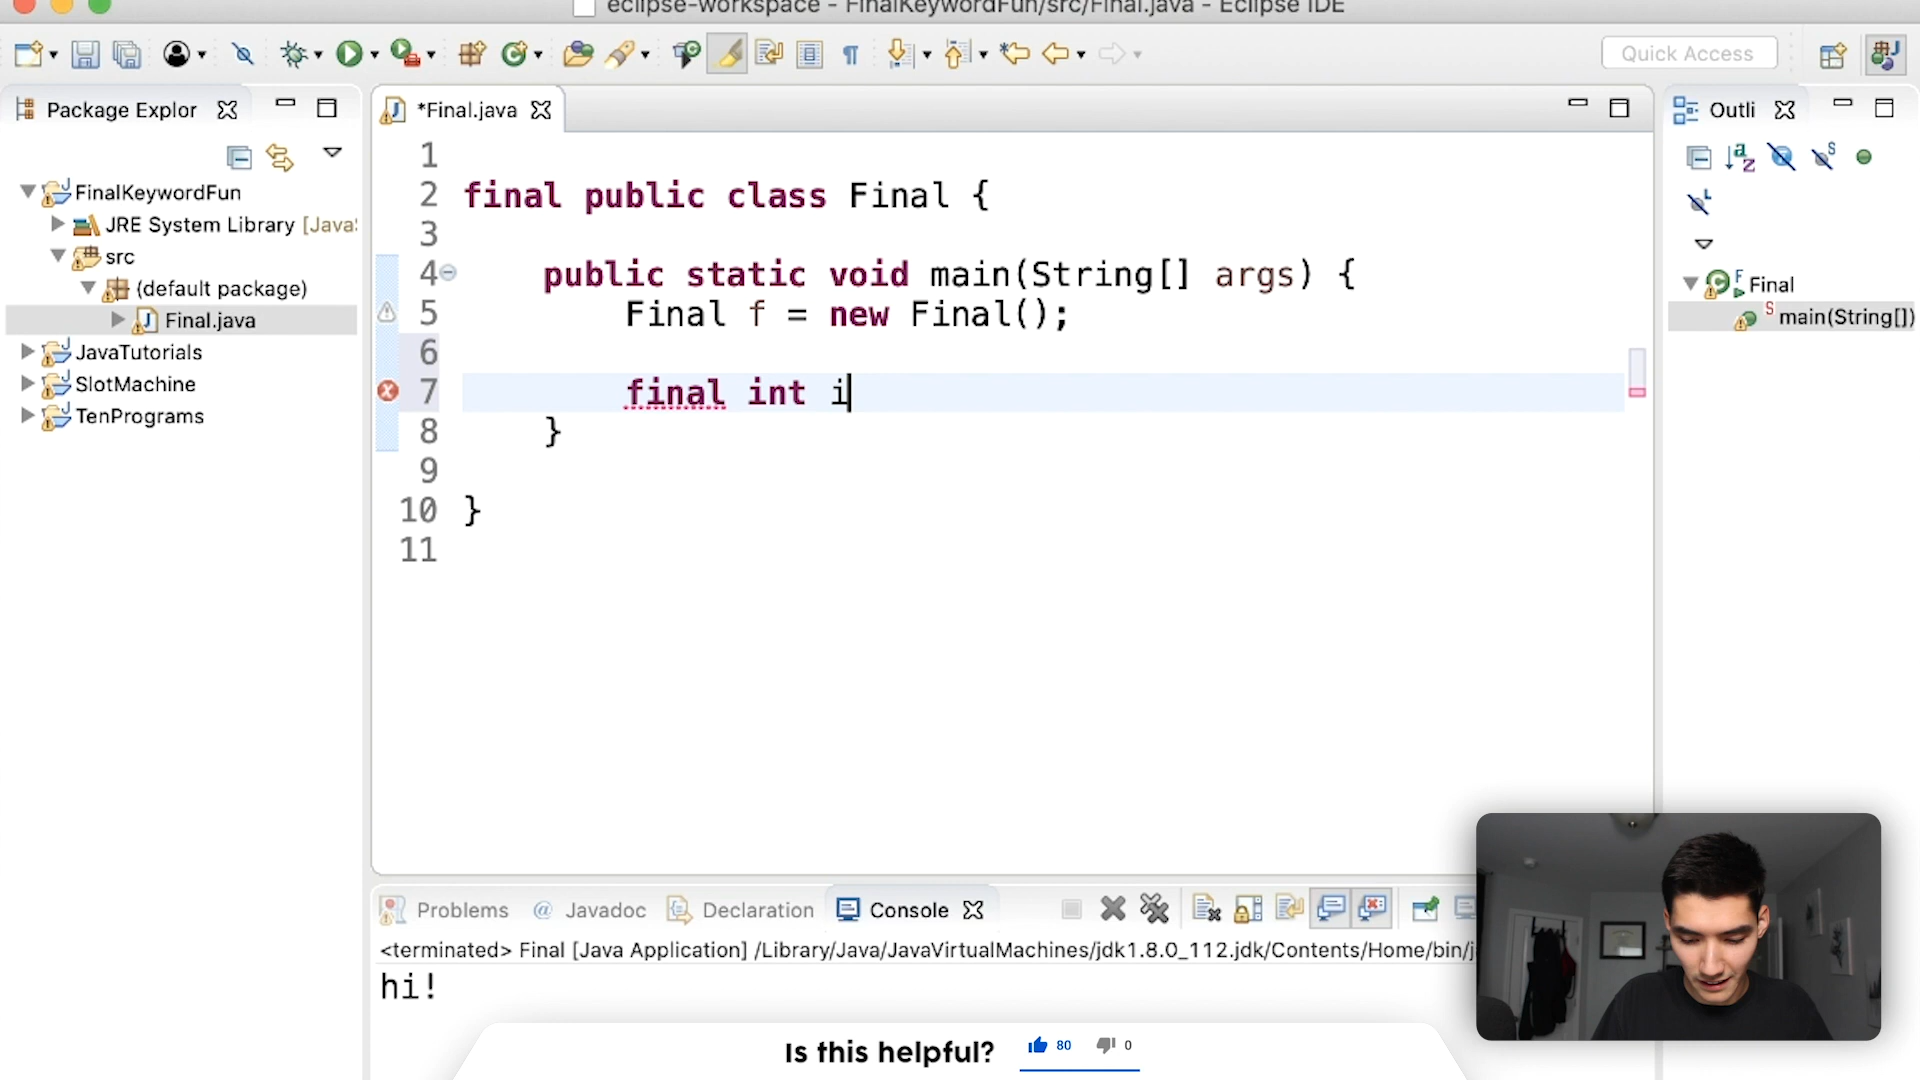 eclipse-workspace - FinalKeywordFun/src/Final.java - Eclipse IDE
Quick Access
Package Explor
*Final.java
Outli
FinalKeywordFun
JRE System Library [Java
src
(default package)
Final.java
JavaTutorials
SlotMachine
TenPrograms
1
2 final public class Final {
3
4 public static void main(String[] args) {
5 Final f = new Final();
6
7 final int i
8 }
9
10 }
11
Final
main(String[])
Problems @ Javadoc Declaration Console
<terminated> Final [Java Application] /Library/Java/JavaVirtualMachines/jdk1.8.0_112.jdk/Contents/Home/bin/j
hi!
Is this helpful? 80 0